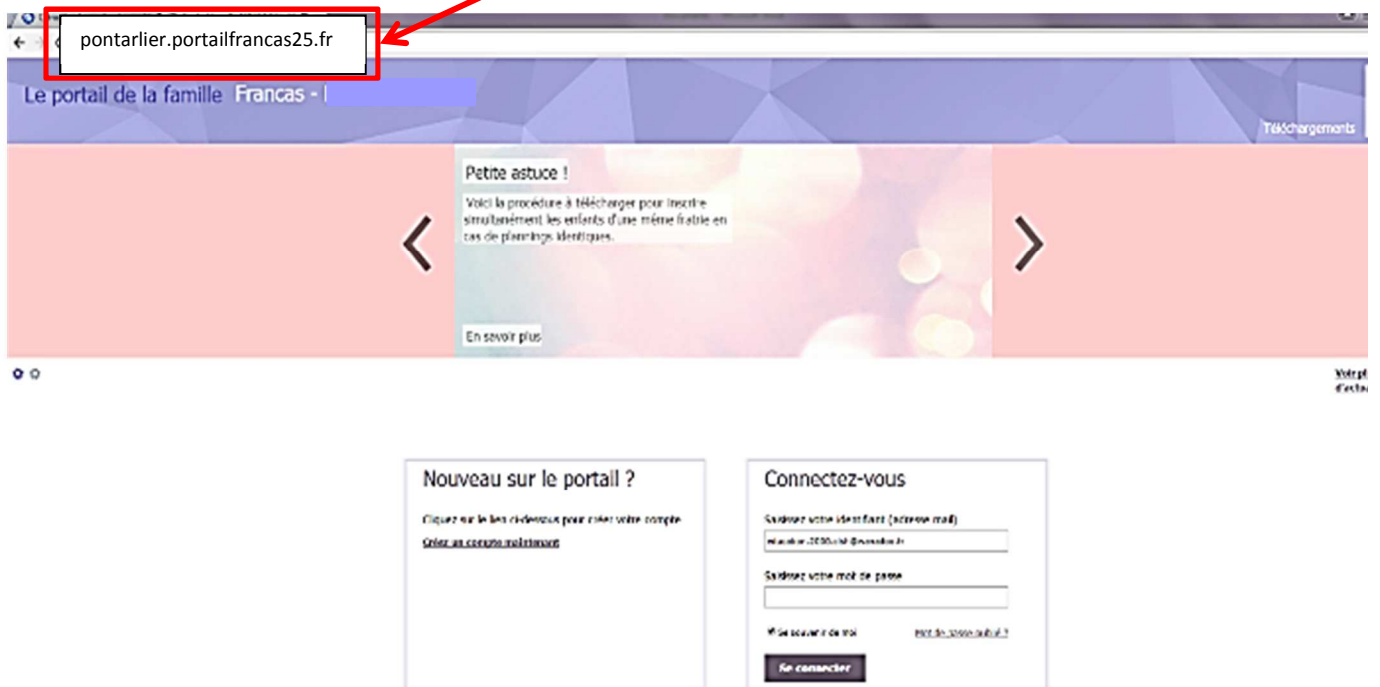 pontarlier.portailfrancas25.fr
Le portail de la famille Francas -
Téléchargements
Petite astuce !
Voici la procédure à télécharger pour inscrire
simultanément les enfants d'une même fratrie en
cas de plannings identiques.
En savoir plus
Voir pl
Nouveau sur le portail ?
Cliquez sur le lien ci-dessous pour créer votre compte
Créez un compte maintenant
Connectez-vous
Saisissez votre identifiant (adresse mail)
Saisissez votre mot de passe
Se souvenir de moi
Mot de passe oublié ?
Se connecter